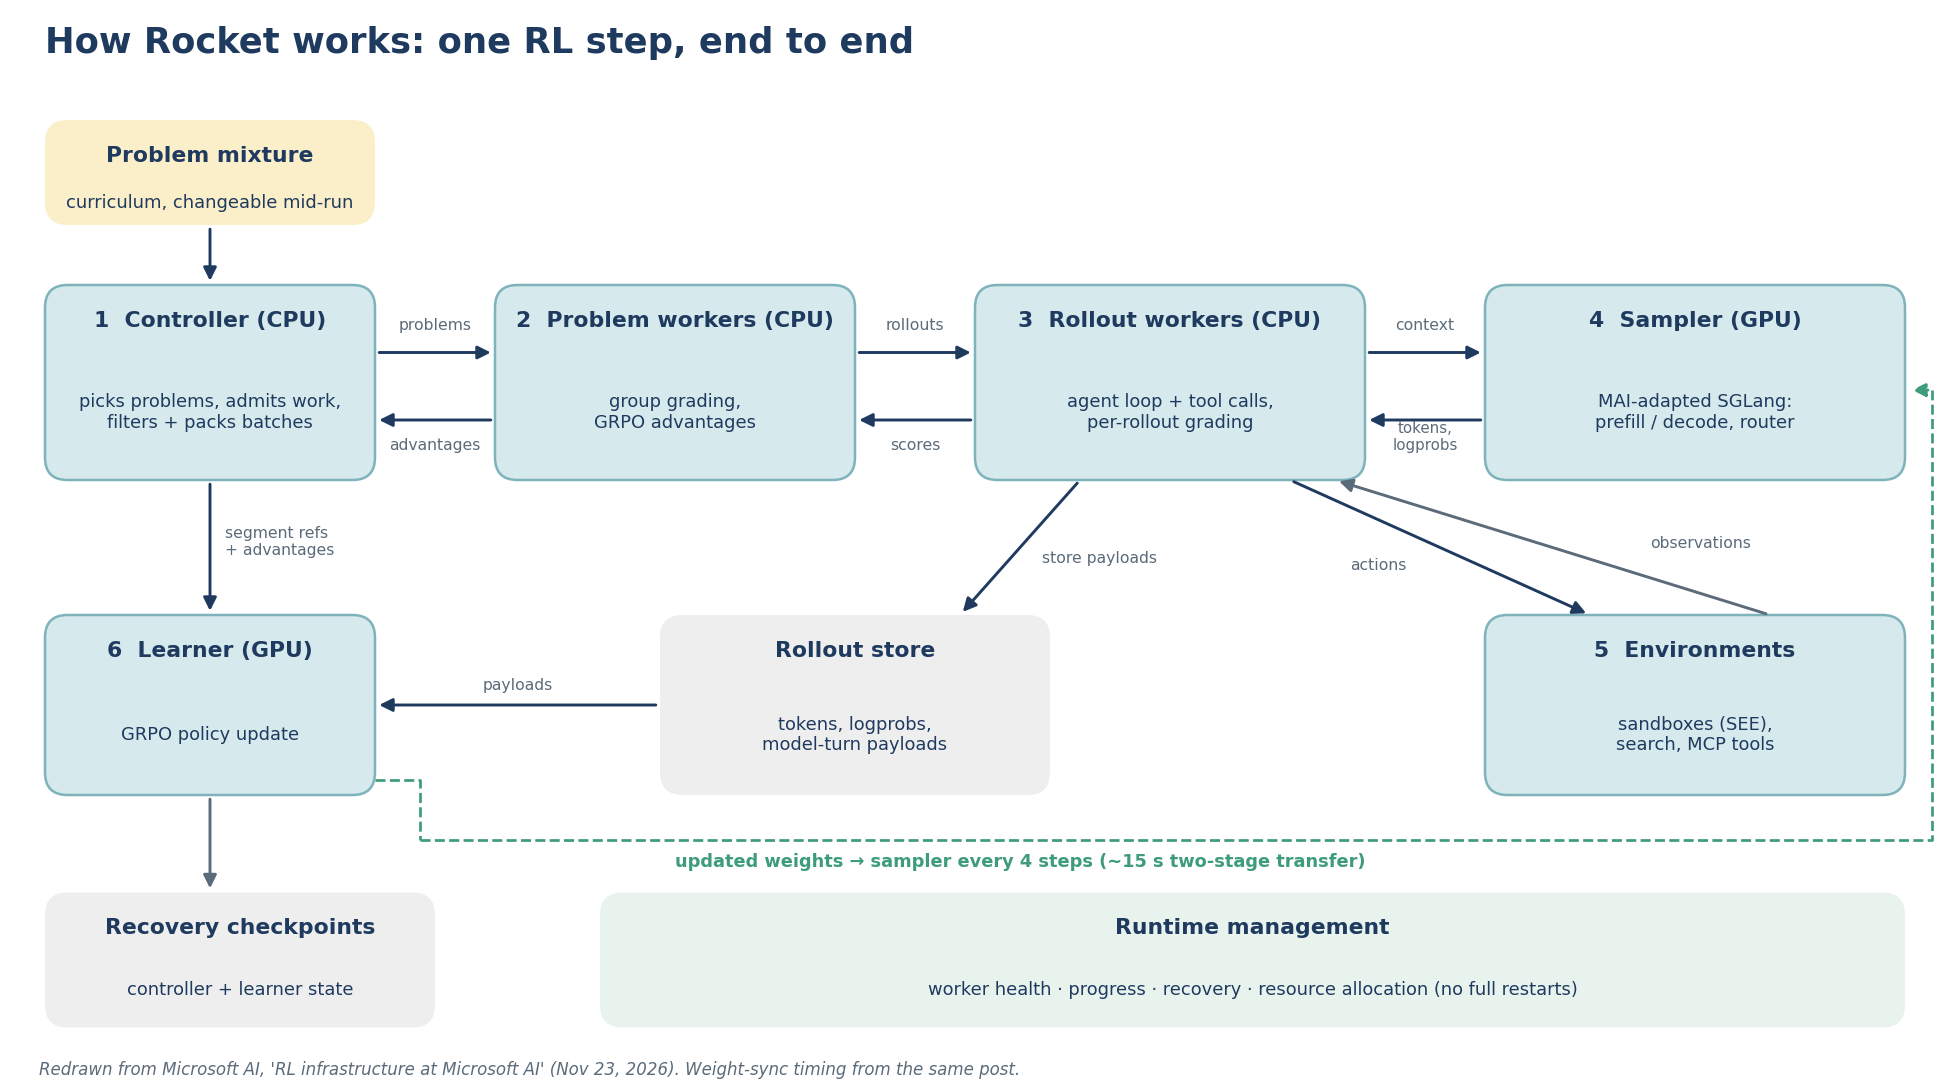 How Rocket works: one RL step, end to end
Problem mixture
curriculum, changeable mid-run
1 Controller (CPU)
picks problems, admits work,
filters + packs batches
problems
advantages
2 Problem workers (CPU)
group grading,
GRPO advantages
rollouts
scores
3 Rollout workers (CPU)
agent loop + tool calls,
per-rollout grading
context
tokens,
logprobs
4 Sampler (GPU)
MAI-adapted SGLang:
prefill / decode, router
segment refs
+ advantages
store payloads
actions
observations
6 Learner (GPU)
GRPO policy update
payloads
Rollout store
tokens, logprobs,
model-turn payloads
5 Environments
sandboxes (SEE),
search, MCP tools
updated weights → sampler every 4 steps (~15 s two-stage transfer)
Recovery checkpoints
controller + learner state
Runtime management
worker health · progress · recovery · resource allocation (no full restarts)
Redrawn from Microsoft AI, 'RL infrastructure at Microsoft AI' (Nov 23, 2026). Weight-sync timing from the same post.